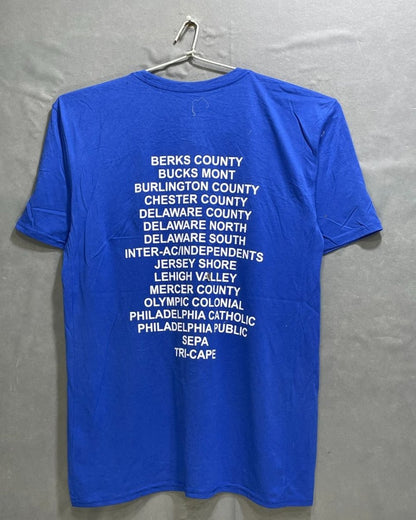 BERKS COUNTY
BUCKS MONT
BURLINGTON COUNTY
CHESTER COUNTY
DELAWARE COUNTY
DELAWARE NORTH
DELAWARE SOUTH
INTER-AC/INDEPENDENTS
JERSEY SHORE
LEHIGH VALLEY
MERCER COUNTY
OLYMPIC COLONIAL
PHILADELPHIA CATHOLIC
PHILADELPHIA PUBLIC
SEPA
TRI-CAPE